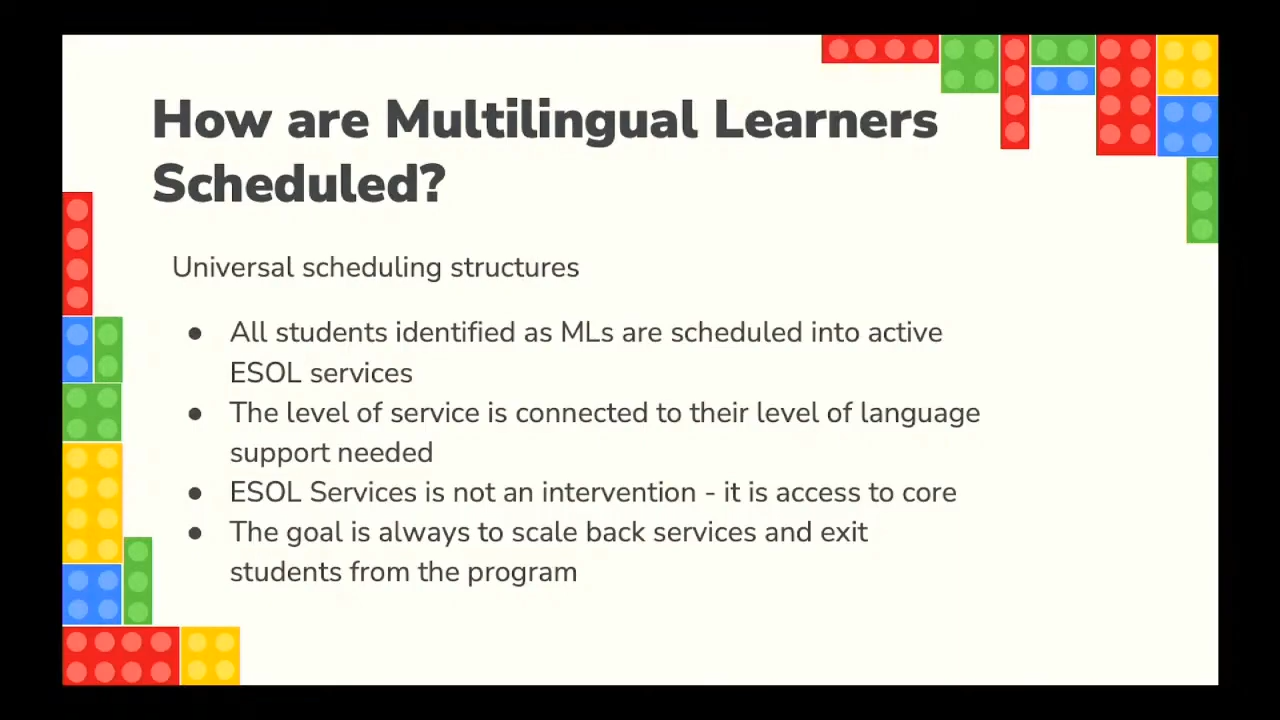 How are Multilingual Learners
Scheduled?
Universal scheduling structures
● All students identified as MLs are scheduled into active
ESOL services
● The level of service is connected to their level of language
support needed
● ESOL Services is not an intervention - it is access to core
● The goal is always to scale back services and exit
students from the program